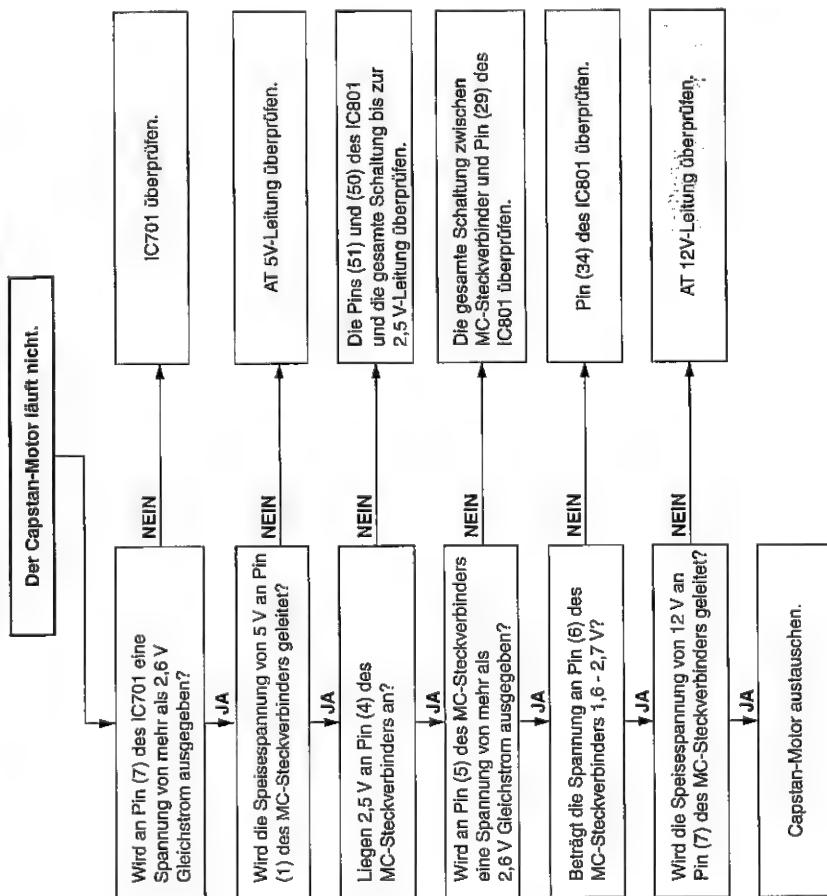 Der Capstan-Motor läuft nicht.
Wird an Pin (7) des IC701 eine
Spannung von mehr als 2,6 V
Gleichstrom ausgegeben?
NEIN
IC701 überprüfen.
JA
Wird die Speisespannung von 5 V an Pin
(1) des MC-Steckverbinders geleitet?
NEIN
AT 5V-Leitung überprüfen.
JA
Liegen 2,5 V an Pin (4) des
MC-Steckverbinders an?
NEIN
Die Pins (51) und (50) des IC801
und die gesamte Schaltung bis zur
2,5 V-Leitung überprüfen.
JA
Wird an Pin (5) des MC-Steckverbinders
eine Spannung von mehr als
2,6 V Gleichstrom ausgegeben?
NEIN
Die gesamte Schaltung zwischen
MC-Steckverbinder und Pin (29) des
IC801 überprüfen.
JA
Beträgt die Spannung an Pin (6) des
MC-Steckverbinders 1,6 - 2,7 V?
NEIN
Pin (34) des IC801 überprüfen.
JA
Wird die Speisespannung von 12 V an
Pin (7) des MC-Steckverbinders geleitet?
NEIN
AT 12V-Leitung überprüfen.
JA
Capstan-Motor austauschen.